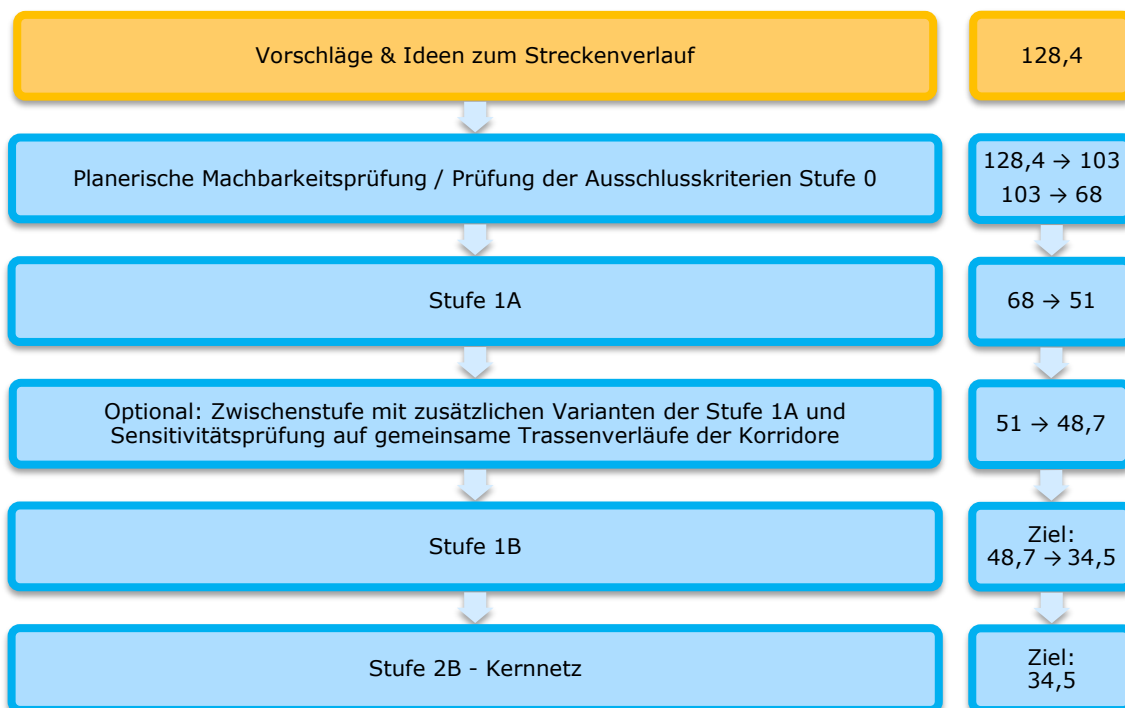 Vorschläge & Ideen zum Streckenverlauf
128,4
Planerische Machbarkeitsprüfung / Prüfung der Ausschlusskriterien Stufe 0
128,4 → 103
103 → 68
Stufe 1A
68 → 51
Optional: Zwischenstufe mit zusätzlichen Varianten der Stufe 1A und
Sensitivitätsprüfung auf gemeinsame Trassenverläufe der Korridore
51 → 48,7
Stufe 1B
Ziel:
48,7 → 34,5
Stufe 2B - Kernnetz
Ziel:
34,5